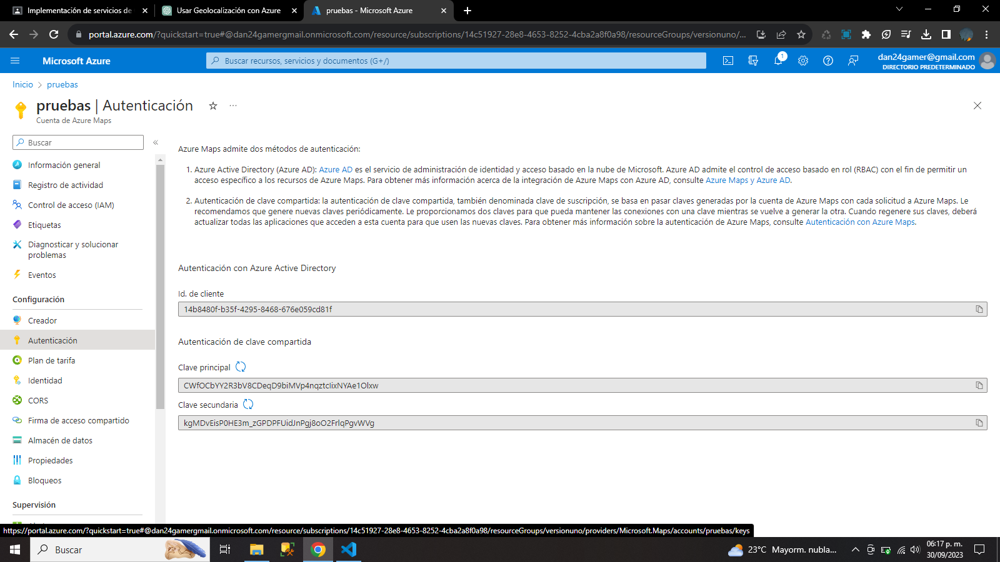 Implementación de servicios de
Usar Geolocalización con Azure
pruebas - Microsoft Azure
portal.azure.com/?quickstart=true#@dan24gamergmail.onmicrosoft.com/resource/subscriptions/14c51927-28e8-4653-8252-4cba2a8f0a98/resourceGroups/versionuno/...
Microsoft Azure
Buscar recursos, servicios y documentos (G+/)
1
dan24gamer@gmail.com
DIRECTORIO PREDETERMINADO
Inicio > pruebas
pruebas | Autenticación
Cuenta de Azure Maps
Buscar
Información general
Registro de actividad
Control de acceso (IAM)
Etiquetas
Diagnosticar y solucionar
problemas
Eventos
Configuración
Creador
Autenticación
Plan de tarifa
Identidad
CORS
Firma de acceso compartido
Almacén de datos
Propiedades
Bloqueos
Supervisión
Azure Maps admite dos métodos de autenticación:
1. Azure Active Directory (Azure AD): Azure AD es el servicio de administración de identidad y acceso basado en la nube de Microsoft. Azure AD admite el control de acceso basado en rol (RBAC) con el fin de permitir un
acceso específico a los recursos de Azure Maps. Para obtener más información acerca de la integración de Azure Maps con Azure AD, consulte Azure Maps y Azure AD.
2. Autenticación de clave compartida: la autenticación de clave compartida, también denominada clave de suscripción, se basa en pasar claves generadas por la cuenta de Azure Maps con cada solicitud a Azure Maps. Le
recomendamos que genere nuevas claves periódicamente. Le proporcionamos dos claves para que pueda mantener las conexiones con una clave mientras se vuelve a generar la otra. Cuando regenere sus claves, deberá
actualizar todas las aplicaciones que acceden a esta cuenta para que usen las nuevas claves. Para obtener más información sobre la autenticación de Azure Maps, consulte Autenticación con Azure Maps.
Autenticación con Azure Active Directory
Id. de cliente
14b8480f-b35f-4295-8468-676e059cd81f
Autenticación de clave compartida
Clave principal
CWfOCbYY2R3bV8CDeqD9biMVp4nqztcIixNYAe1Olxw
Clave secundaria
kgMDvEisP0HE3m_zGPDPFUidJnPgj8oO2FrlqPgvWVg
https://portal.azure.com/?quickstart=true#@dan24gamergmail.onmicrosoft.com/resource/subscriptions/14c51927-28e8-4653-8252-4cba2a8f0a98/resourceGroups/versionuno/providers/Microsoft.Maps/accounts/pruebas/keys
Buscar
23°C Mayorm. nubla...
06:17 p. m.
30/09/2023